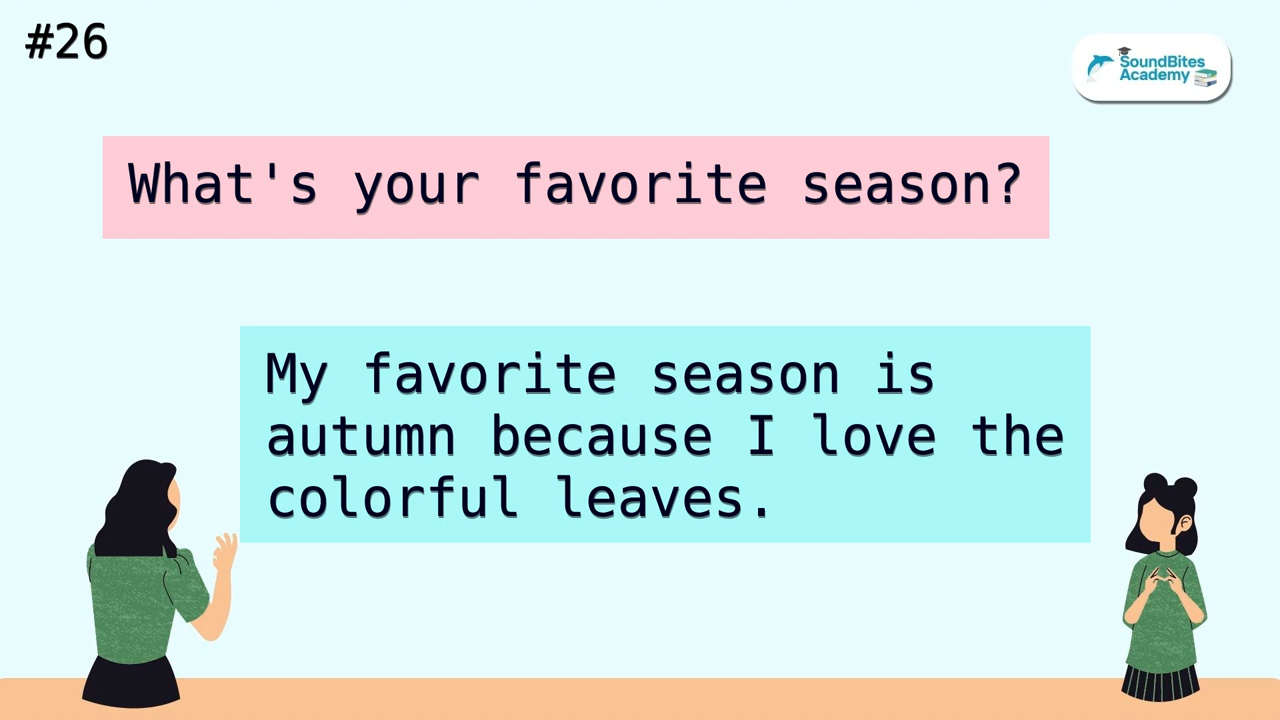 #26
SoundBites
Academy
What's your favorite season?
My favorite season is
autumn because I love the
colorful leaves.